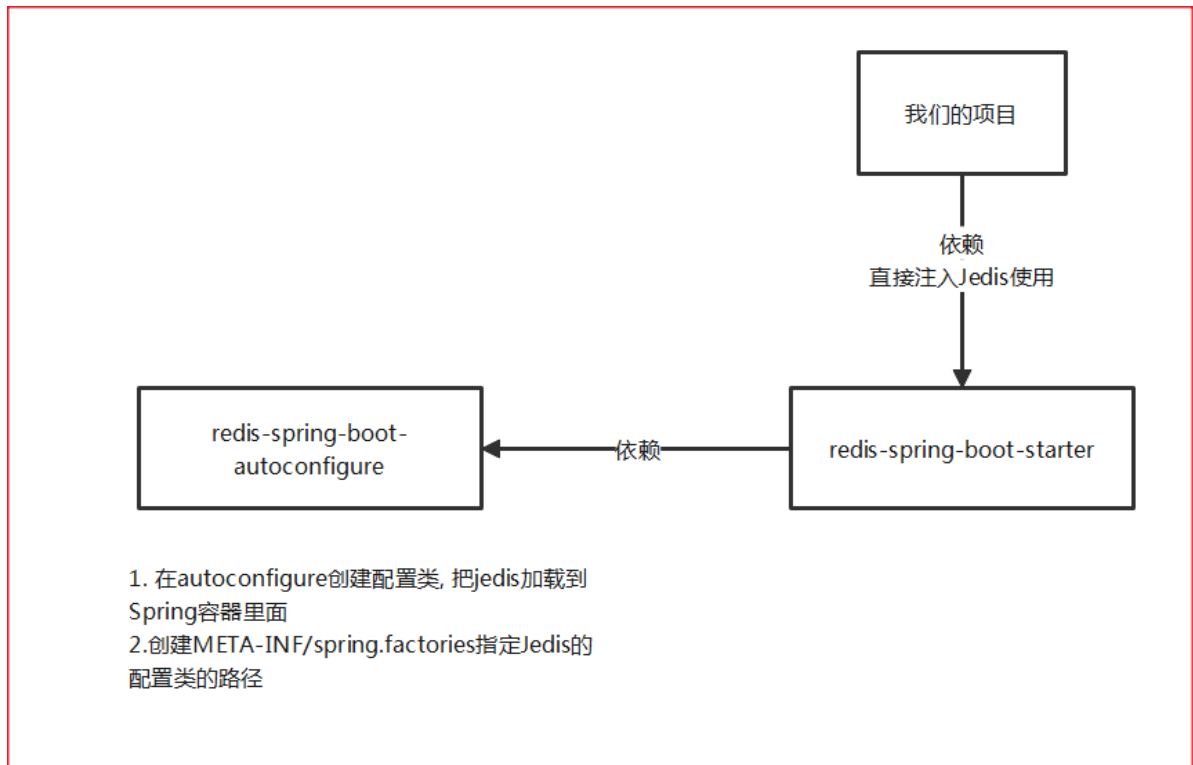 我们的项目
依赖
直接注入Jedis使用
redis-spring-boot-
autoconfigure
依赖
redis-spring-boot-starter
1. 在autoconfigure创建配置类, 把jedis加载到
Spring容器里面
2.创建META-INF/spring.factories指定Jedis的
配置类的路径